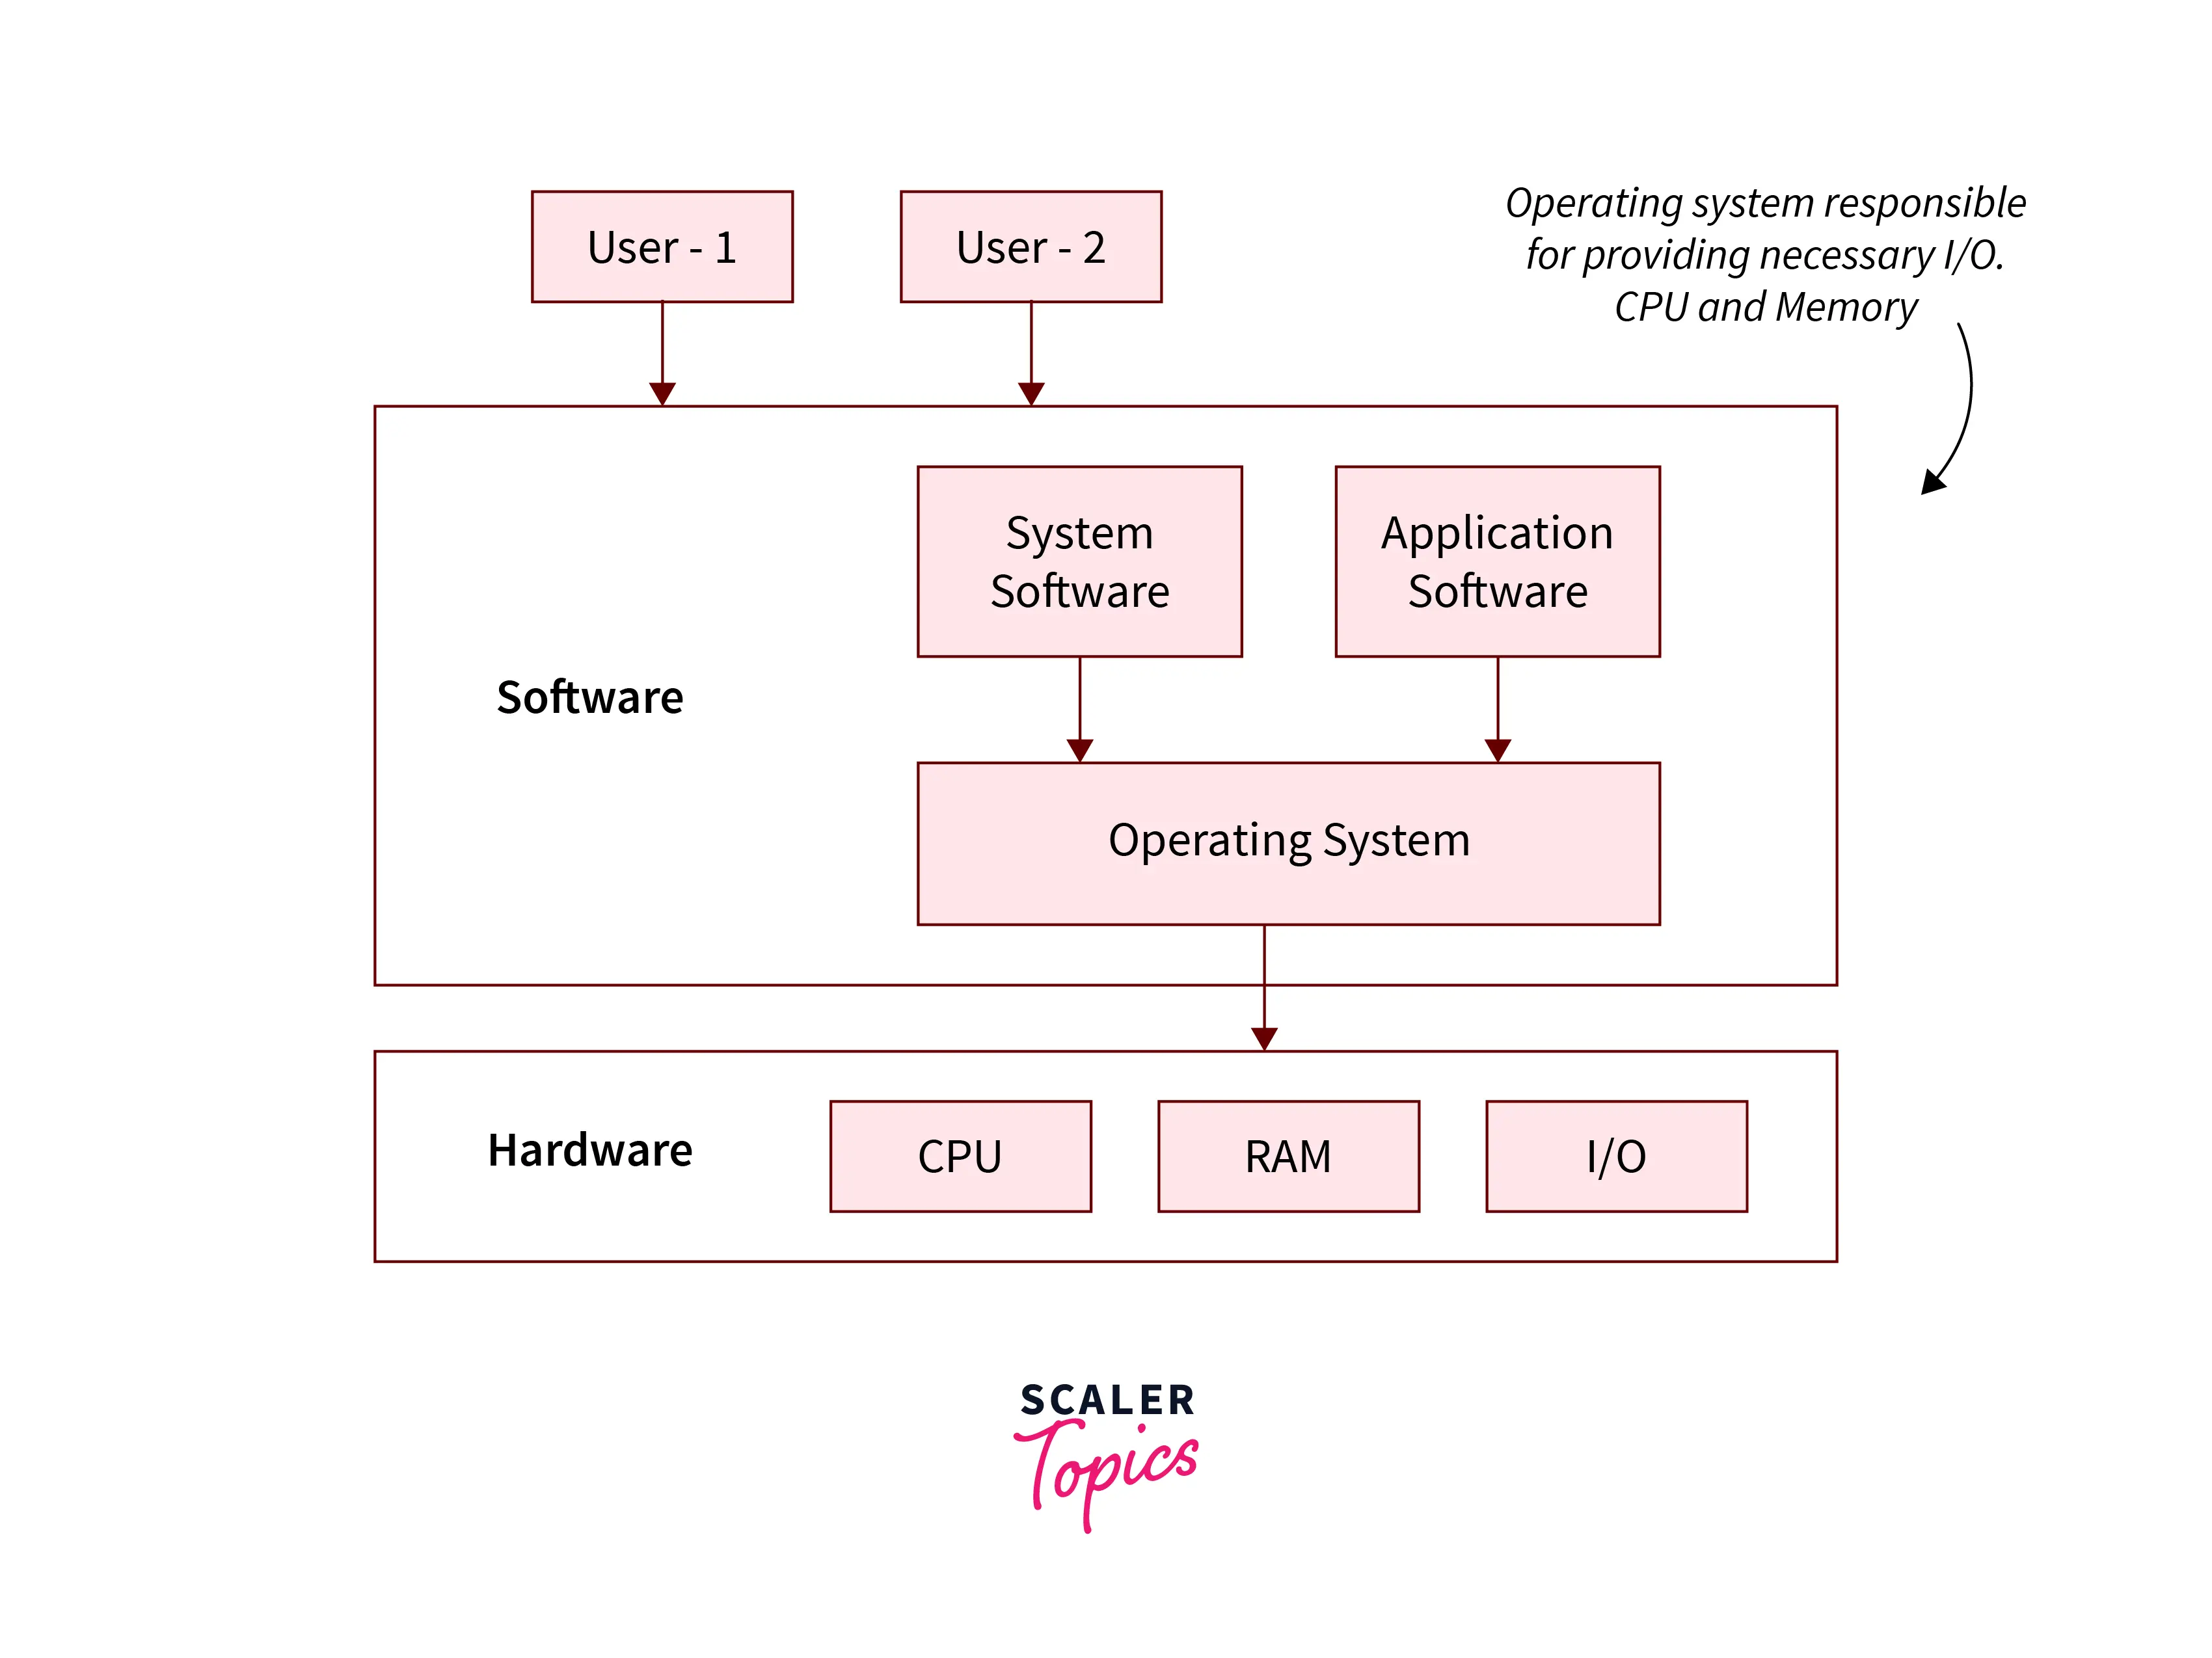 User - 1
User - 2
Operating system responsible
for providing necessary I/O.
CPU and Memory
System
Software
Application
Software
Software
Operating System
Hardware
CPU
RAM
I/O
SCALER
Topics